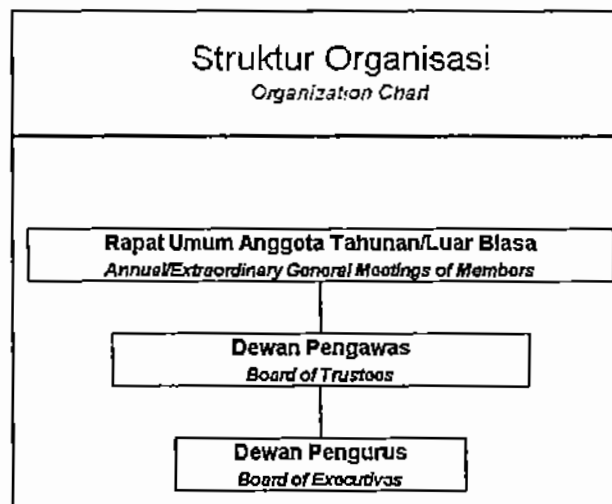 Struktur Organisasi
Organization Chart
Rapat Umum Anggota Tahunan/Luar Biasa
Annual/Extraordinary General Meetings of Members
Dewan Pengawas
Board of Trustees
Dewan Pengurus
Board of Executives